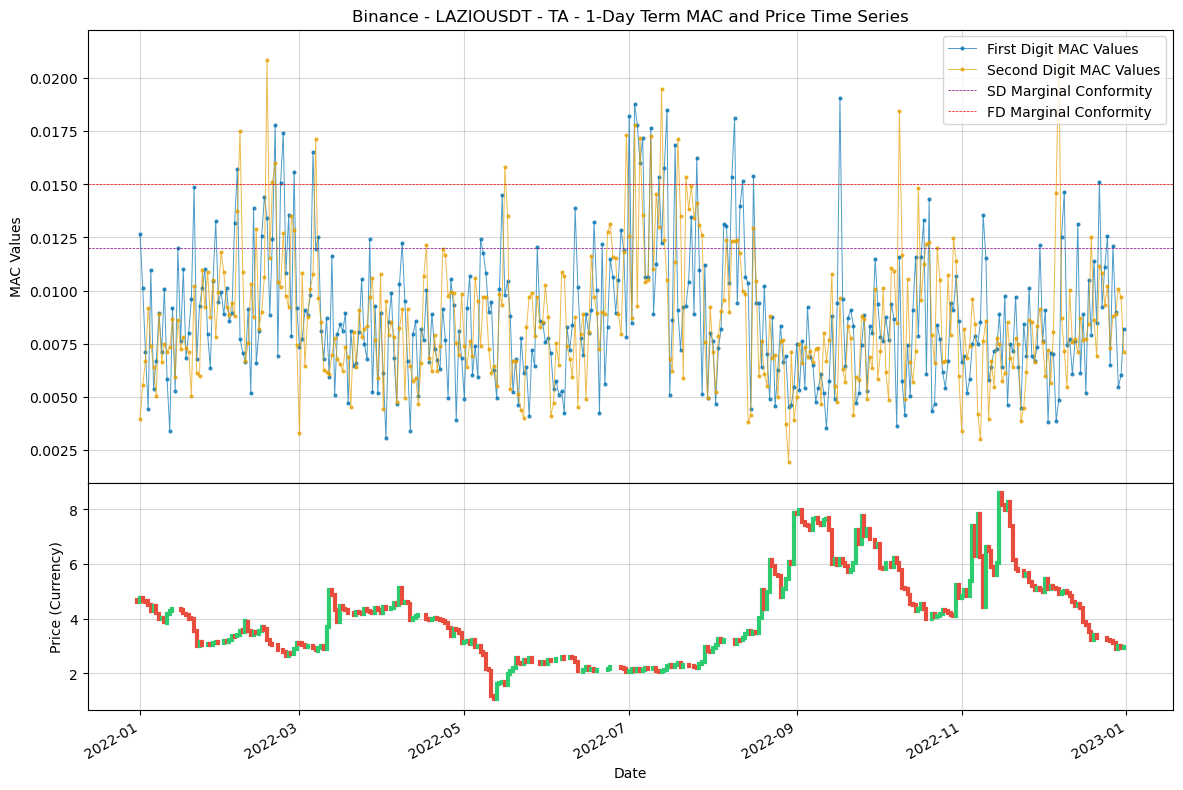 Binance - LAZIOUSDT - TA - 1-Day Term MAC and Price Time Series
First Digit MAC Values
Second Digit MAC Values
SD Marginal Conformity
FD Marginal Conformity
MAC Values
0.0200
0.0175
0.0150
0.0125
0.0100
0.0075
0.0050
0.0025
Price (Currency)
8
6
4
2
2022-01
2022-03
2022-05
2022-07
2022-09
2022-11
2023-01
Date